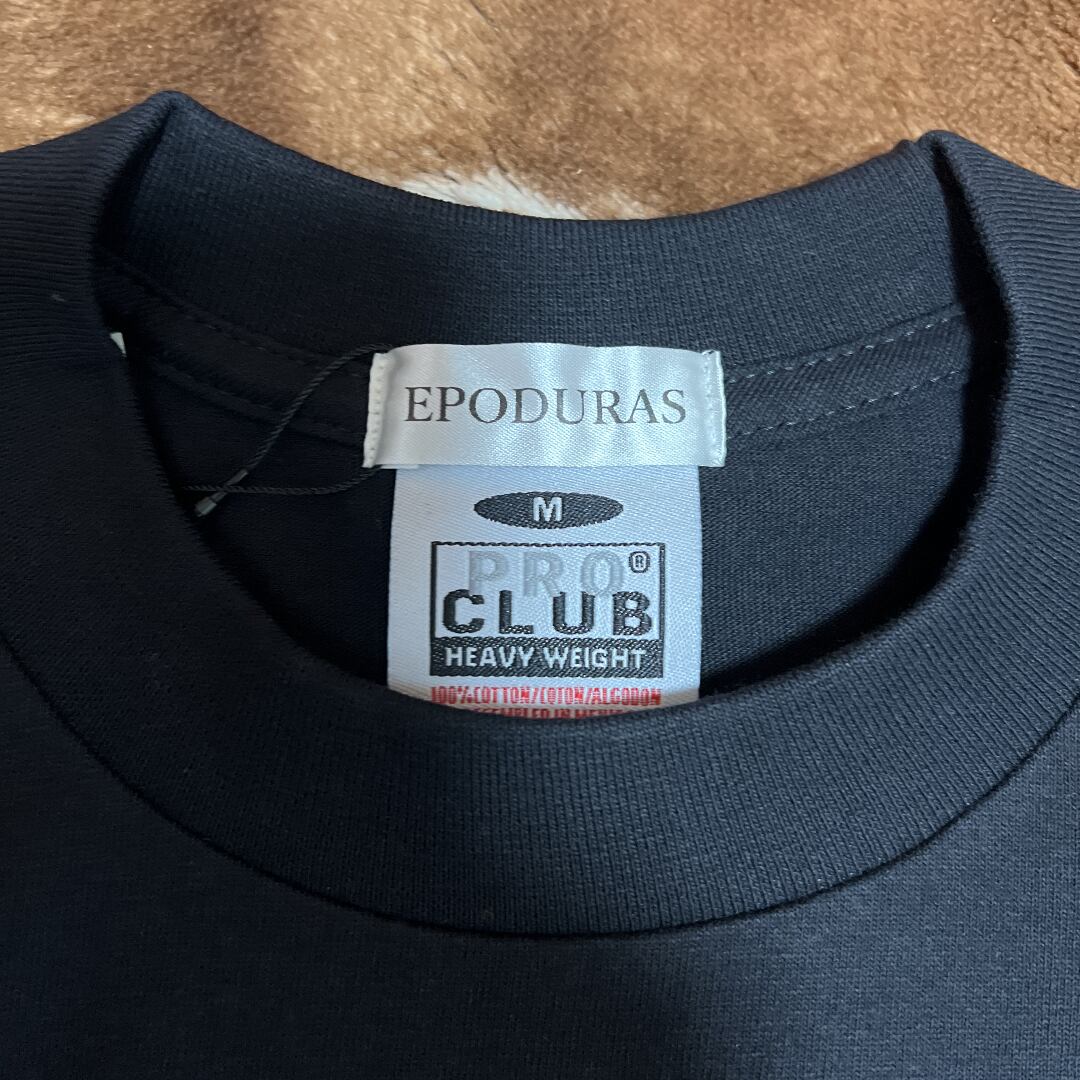 EPODURAS
M
PRO®
CLUB
HEAVY WEIGHT
100%COTTON/COTON/ALGODON